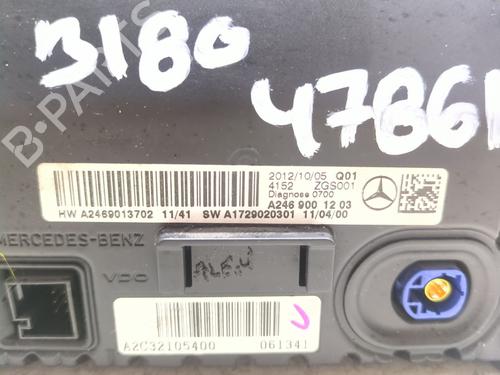 3180
4786
B-PARTS
2012/10/05 Q01
4152 ZGS001
Diagnose 0700
A246 900 12 03
HW A2469013702 11/41 SW A1729020301 11/04/00
MERCEDES-BENZ
VDO
A2C32105400 061341